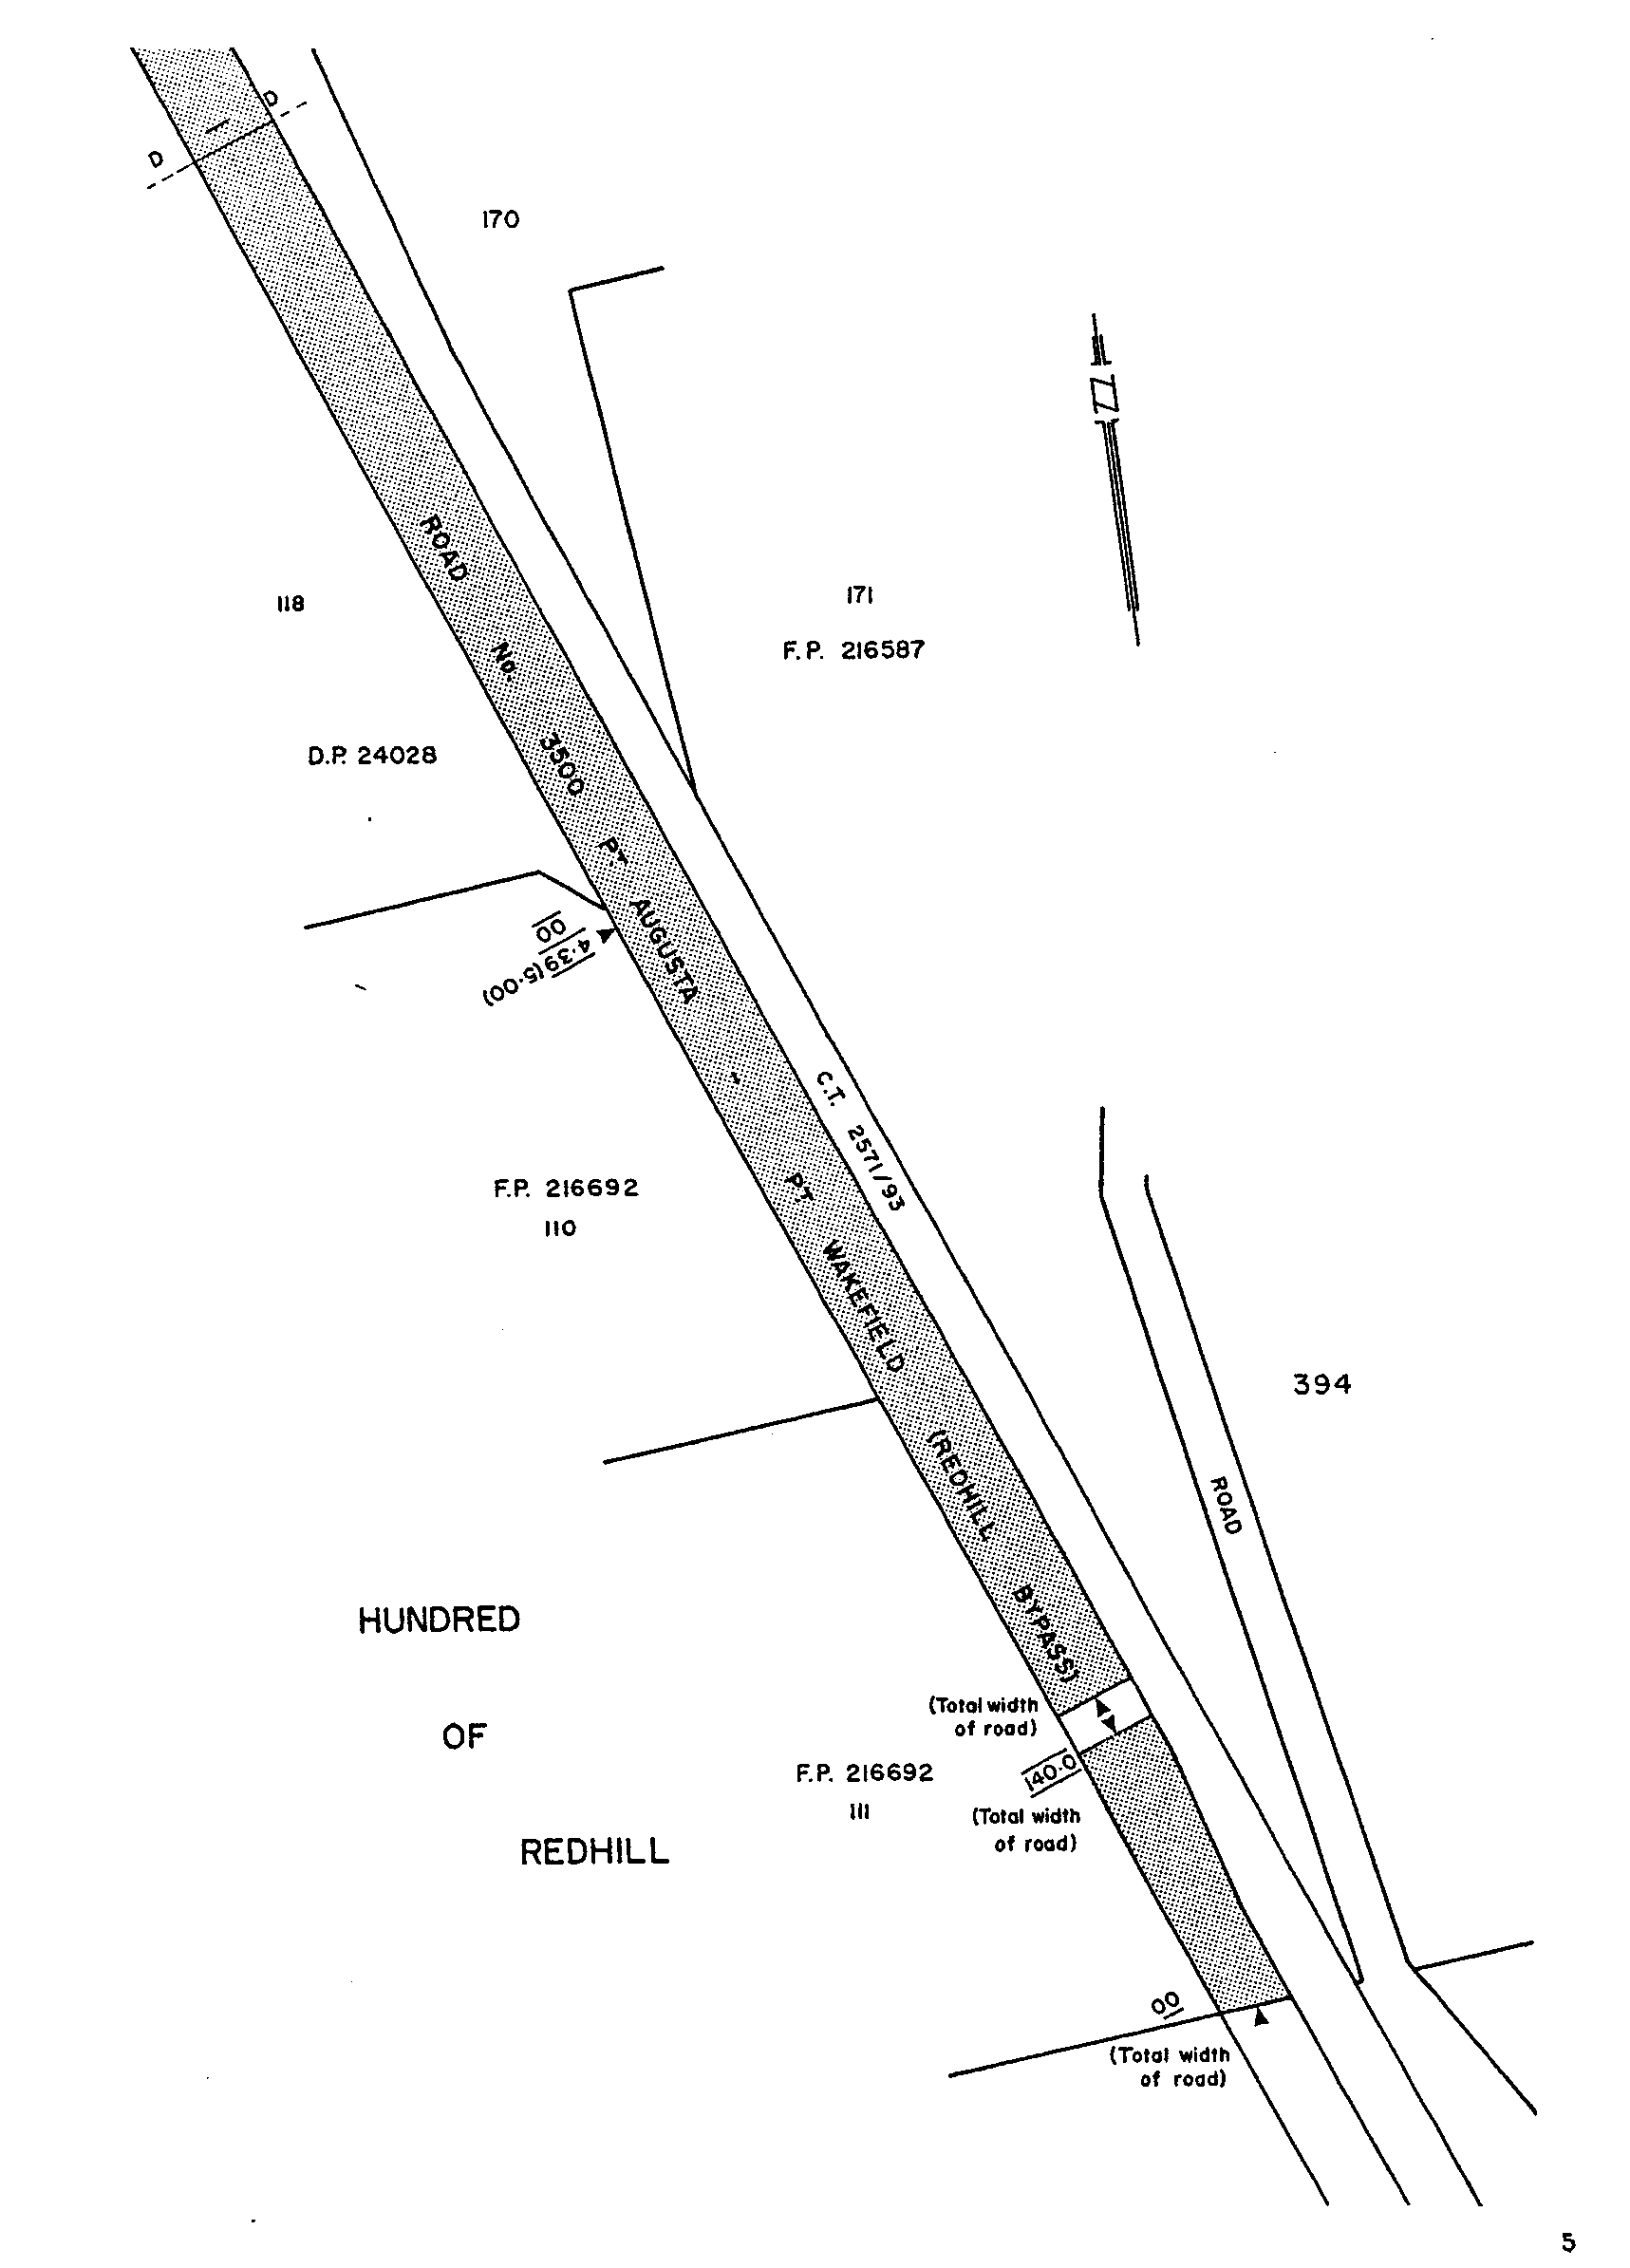 D
D
170
N
ROAD No. 3500 PT. AUGUSTA - PT. WAKEFIELD (REDHILL BYPASS)
118
171
F.P. 216587
D.P. 24028
00
4·39(5·00)
C.T. 2571/93
F.P. 216692
110
394
ROAD
HUNDRED
OF
REDHILL
(Total width
of road)
140·0
F.P. 216692
111
(Total width
of road)
00
(Total width
of road)
5